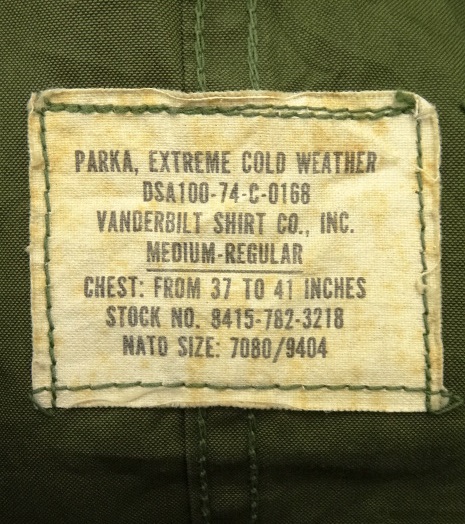 PARKA, EXTREME COLD WEATHER
DSA100-74-C-0168
VANDERBILT SHIRT CO., INC.
MEDIUM-REGULAR
CHEST: FROM 37 TO 41 INCHES
STOCK NO. 8415-782-3218
NATO SIZE: 7080/9404